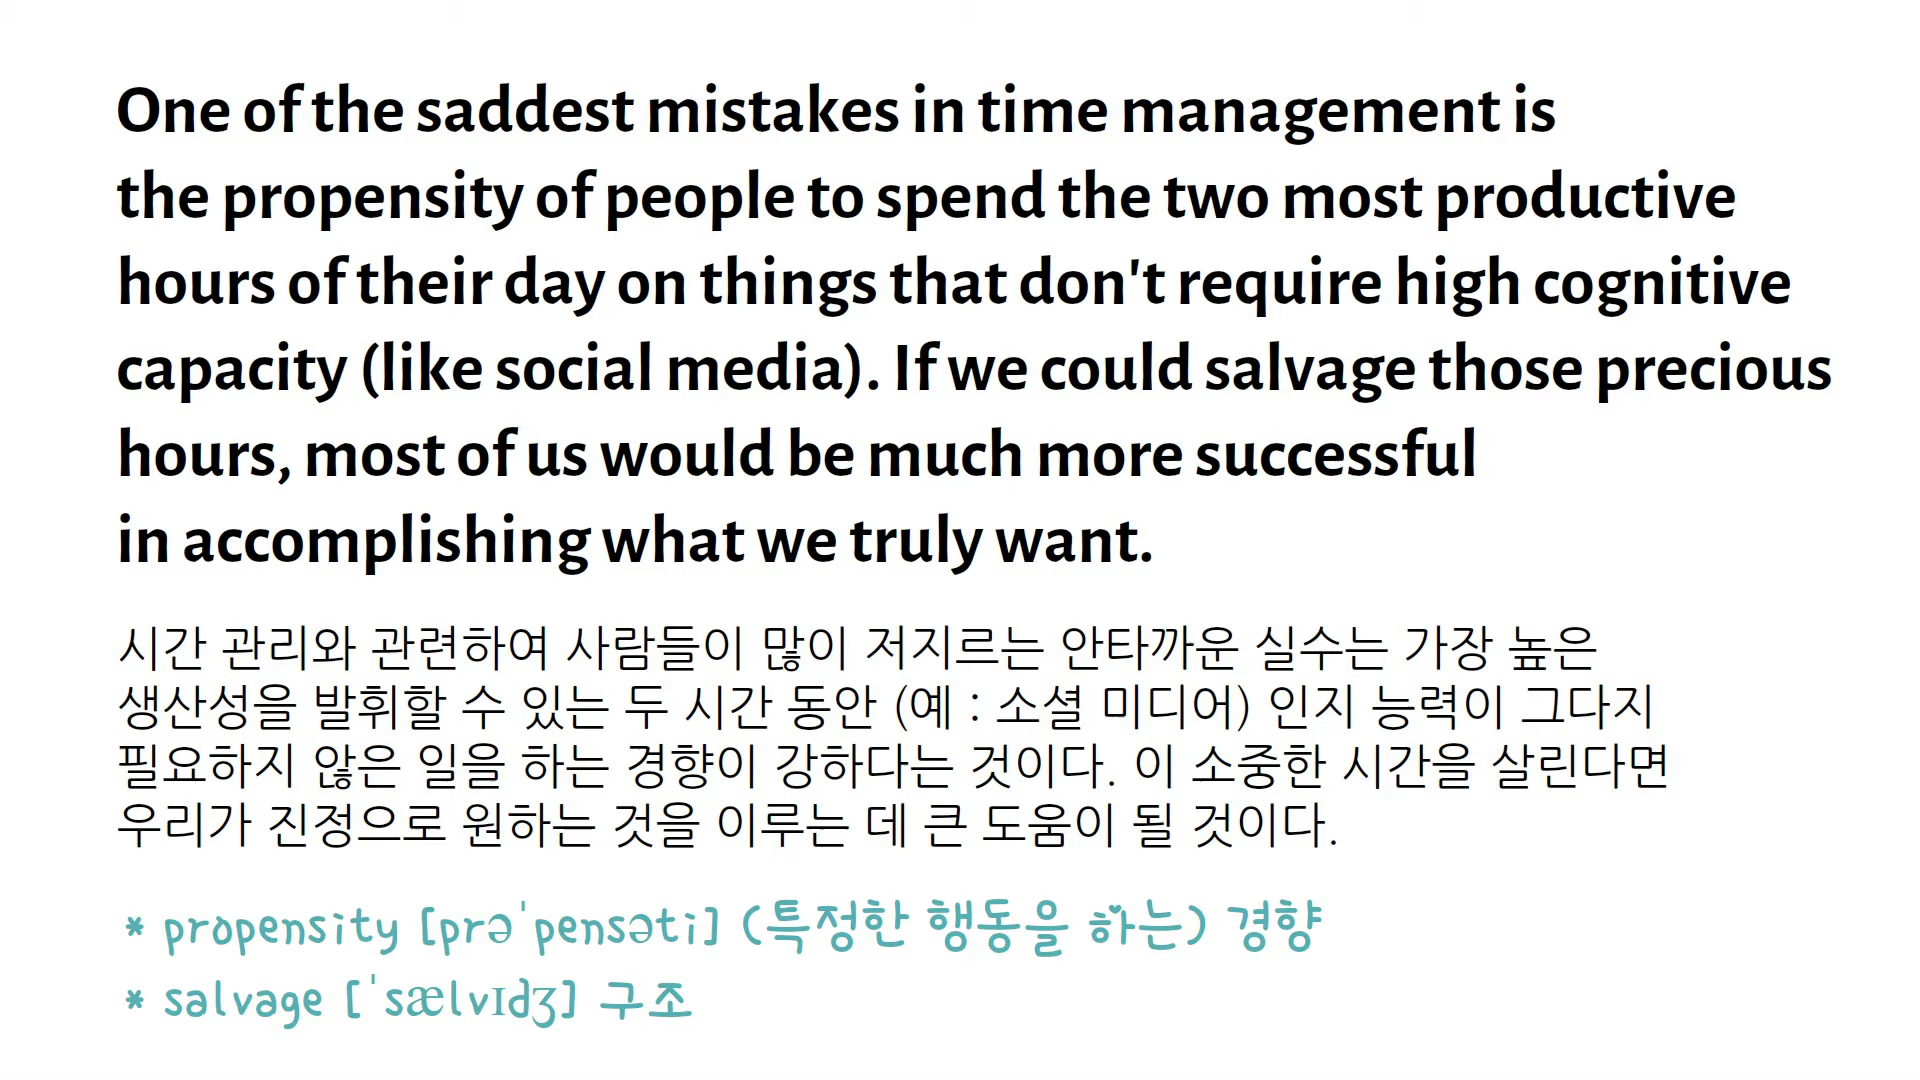 One of the saddest mistakes in time management is
the propensity of people to spend the two most productive
hours of their day on things that don't require high cognitive
capacity (like social media). If we could salvage those precious
hours, most of us would be much more successful
in accomplishing what we truly want.
시간 관리와 관련하여 사람들이 많이 저지르는 안타까운 실수는 가장 높은
생산성을 발휘할 수 있는 두 시간 동안 (예 : 소셜 미디어) 인지 능력이 그다지
필요하지 않은 일을 하는 경향이 강하다는 것이다. 이 소중한 시간을 살린다면
우리가 진정으로 원하는 것을 이루는 데 큰 도움이 될 것이다.
* propensity [prəˈpensəti] (특정한 행동을 하는) 경향
* salvage [ˈsælvɪdʒ] 구조